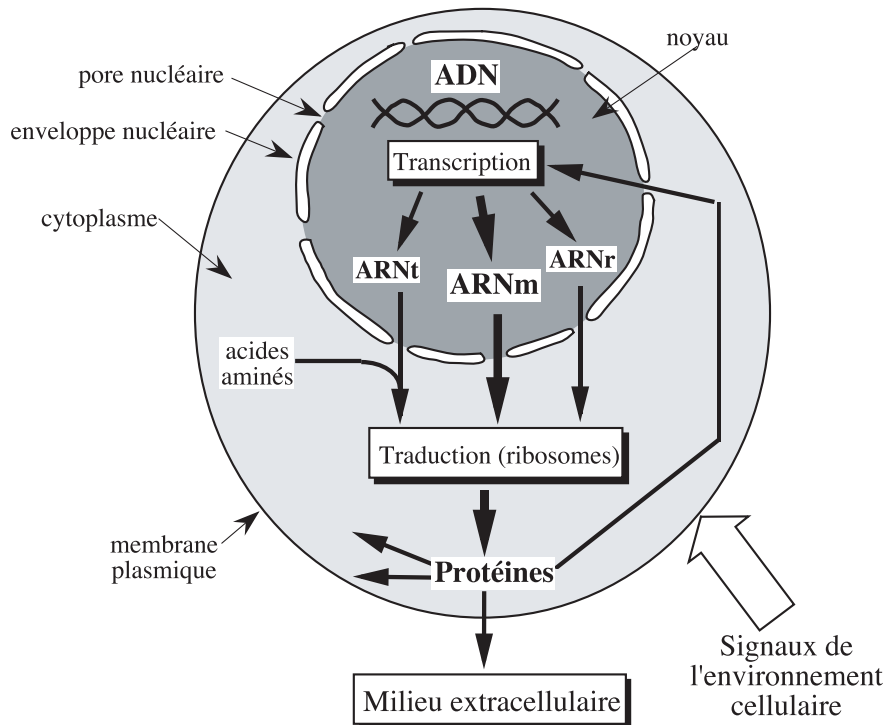 noyau
ADN
pore nucléaire
enveloppe nucléaire
Transcription
cytoplasme
ARNt
ARNm
ARNr
acides
aminés
Traduction (ribosomes)
membrane
plasmique
Protéines
Signaux de
l'environnement
cellulaire
Milieu extracellulaire